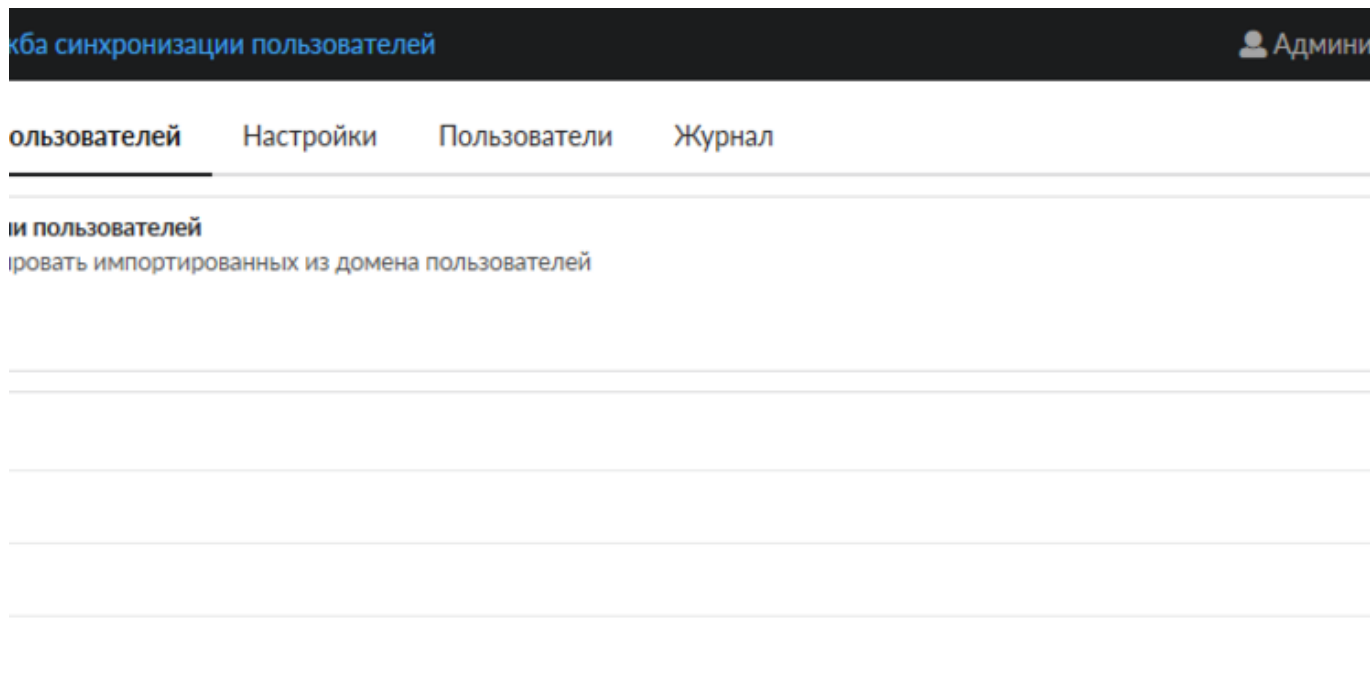 жба синхронизации пользователей Админи
ользователей Настройки Пользователи Журнал
и пользователей
ировать импортированных из домена пользователей